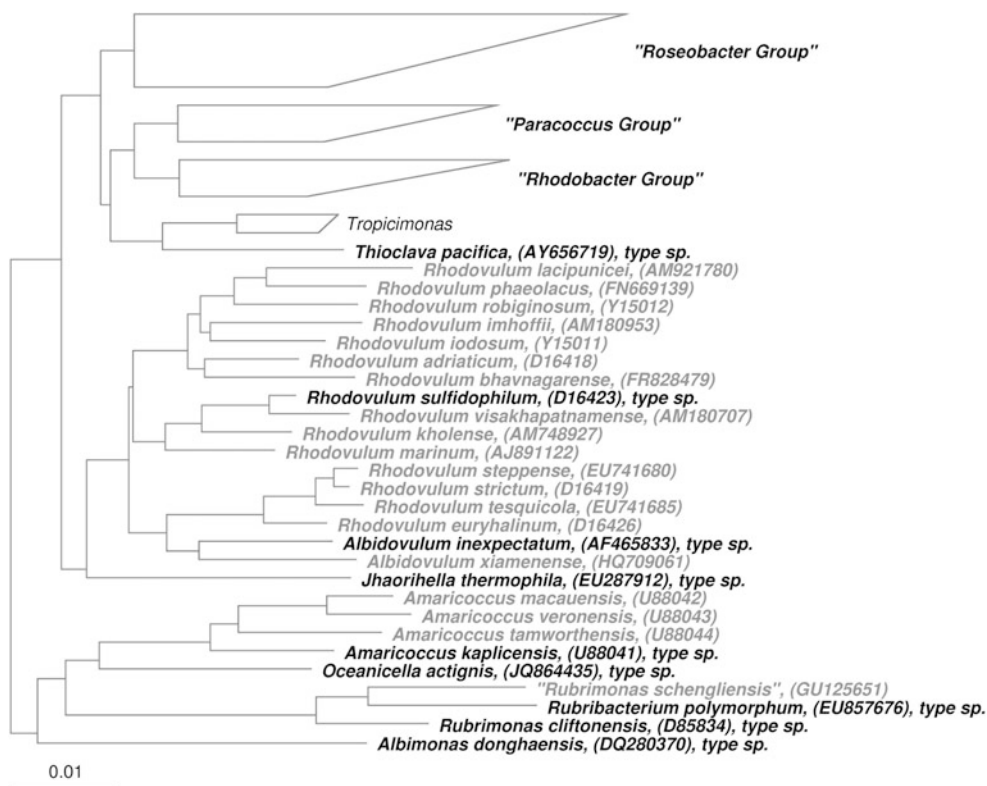 "Roseobacter Group"
"Paracoccus Group"
"Rhodobacter Group"
Tropicimonas
Thioclava pacifica, (AY656719), type sp.
Rhodovulum lacipunicei, (AM921780)
Rhodovulum phaeolacus, (FN669139)
Rhodovulum robiginosum, (Y15012)
Rhodovulum imhoffii, (AM180953)
Rhodovulum iodosum, (Y15011)
Rhodovulum adriaticum, (D16418)
Rhodovulum bhavnagarense, (FR828479)
Rhodovulum sulfidophilum, (D16423), type sp.
Rhodovulum visakhapatnamense, (AM180707)
Rhodovulum kholense, (AM748927)
Rhodovulum marinum, (AJ891122)
Rhodovulum steppense, (EU741680)
Rhodovulum strictum, (D16419)
Rhodovulum tesquicola, (EU741685)
Rhodovulum euryhalinum, (D16426)
Albidovulum inexpectatum, (AF465833), type sp.
Albidovulum xiamenense, (HQ709061)
Jhaorihella thermophila, (EU287912), type sp.
Amaricoccus macauensis, (U88042)
Amaricoccus veronensis, (U88043)
Amaricoccus tamworthensis, (U88044)
Amaricoccus kaplicensis, (U88041), type sp.
Oceanicella actignis, (JQ864435), type sp.
"Rubrimonas schengliensis", (GU125651)
Rubribacterium polymorphum, (EU857676), type sp.
Rubrimonas cliftonensis, (D85834), type sp.
Albimonas donghaensis, (DQ280370), type sp.
0.01